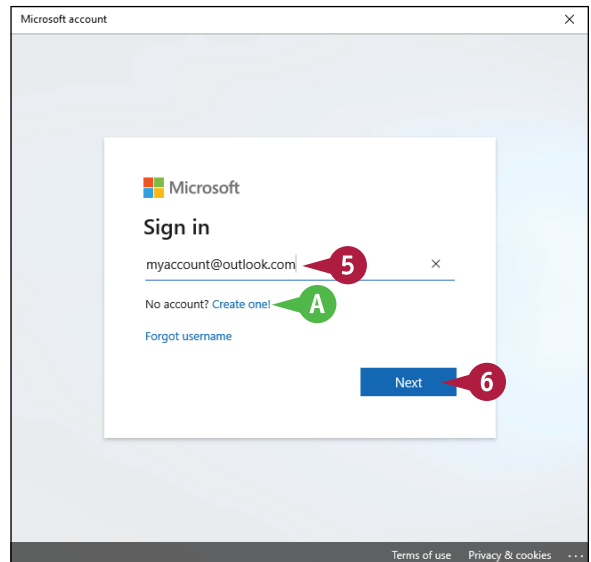 Microsoft account
Microsoft
Sign in
myaccount@outlook.com 5
No account? Create one! A
Forgot username
Next 6
Terms of use Privacy & cookies ...